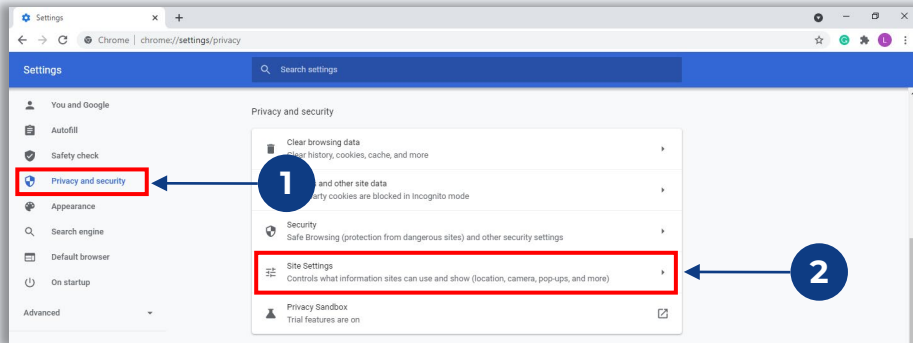 Settings
Chrome | chrome://settings/privacy
L
Settings
Search settings
You and Google
Autofill
Safety check
Privacy and security
Appearance
Search engine
Default browser
On startup
Advanced
Privacy and security
Clear browsing data
Clear history, cookies, cache, and more
and other site data
cookies are blocked in Incognito mode
Security
Safe Browsing (protection from dangerous sites) and other security settings
Site Settings
Controls what information sites can use and show (location, camera, pop-ups, and more)
Privacy Sandbox
Trial features are on
1
2